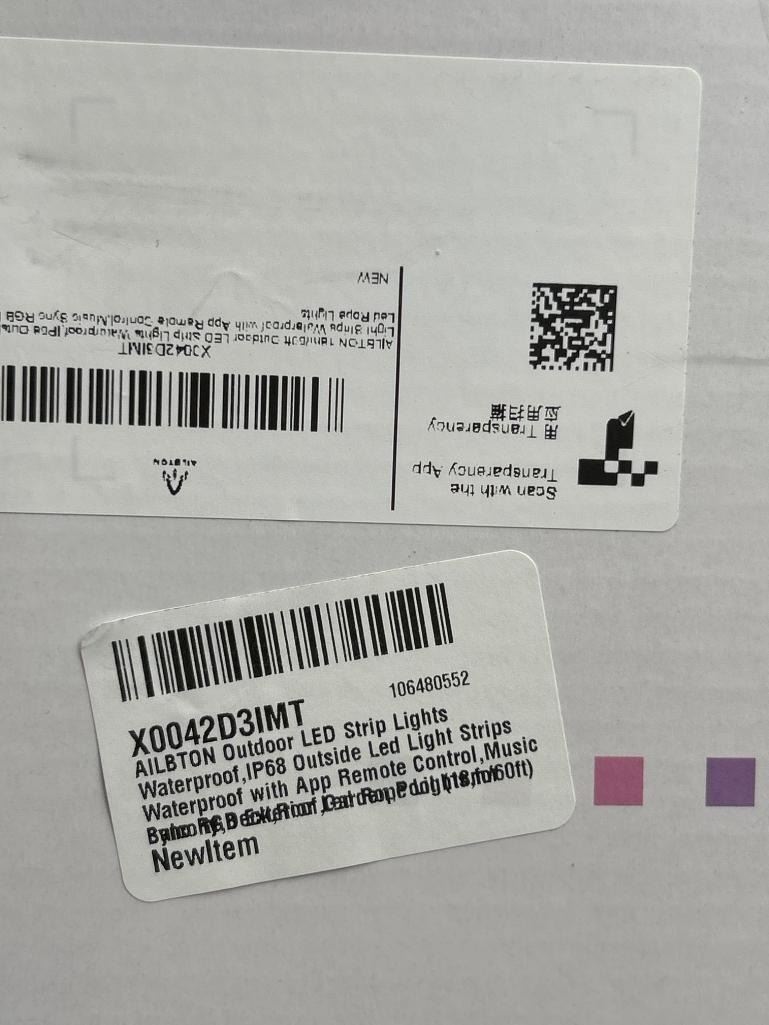 Scan with the
Transparency App
用 Transparency
应用扫描
AILBTON
X0042D3IMT
AILBTON 18m/60ft Outdoor LED Strip Lights Waterproof,IP68
Light Strips Waterproof with App Remote Control,Music Sync RGB
Led Rope Lights
NEW
106480552
X0042D3IMT
AILBTON Outdoor LED Strip Lights
Waterproof,IP68 Outside Led Light Strips
Waterproof with App Remote Control,Music
NewItem